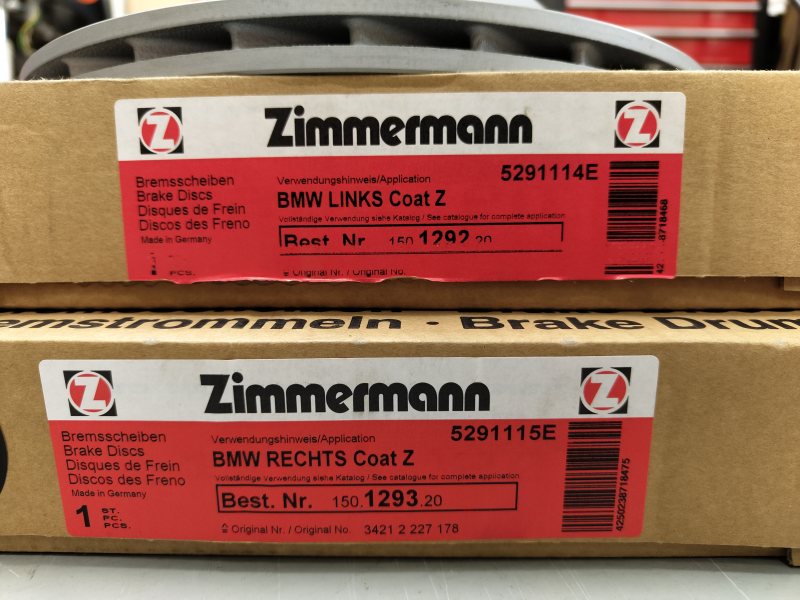 Z Zimmermann Z
Bremsscheiben
Brake Discs
Disques de Frein
Discos des Freno
Made in Germany
PCS.
Verwendungshinweis/Application
5291114E
BMW LINKS Coat Z
Vollständige Verwendung siehe Katalog / See catalogue for complete application
Best. Nr. 150.1292.20
Original Nr. / Original No.
8718468
Bremstrommeln · Brake Drum
Z Zimmermann Z
Bremsscheiben
Brake Discs
Disques de Frein
Discos des Freno
Made in Germany
1 ST.
PC.
PCS.
Verwendungshinweis/Application
5291115E
BMW RECHTS Coat Z
Vollständige Verwendung siehe Katalog / See catalogue for complete application
Best. Nr. 150.1293.20
Original Nr. / Original No. 3421 2 227 178
4250238718475